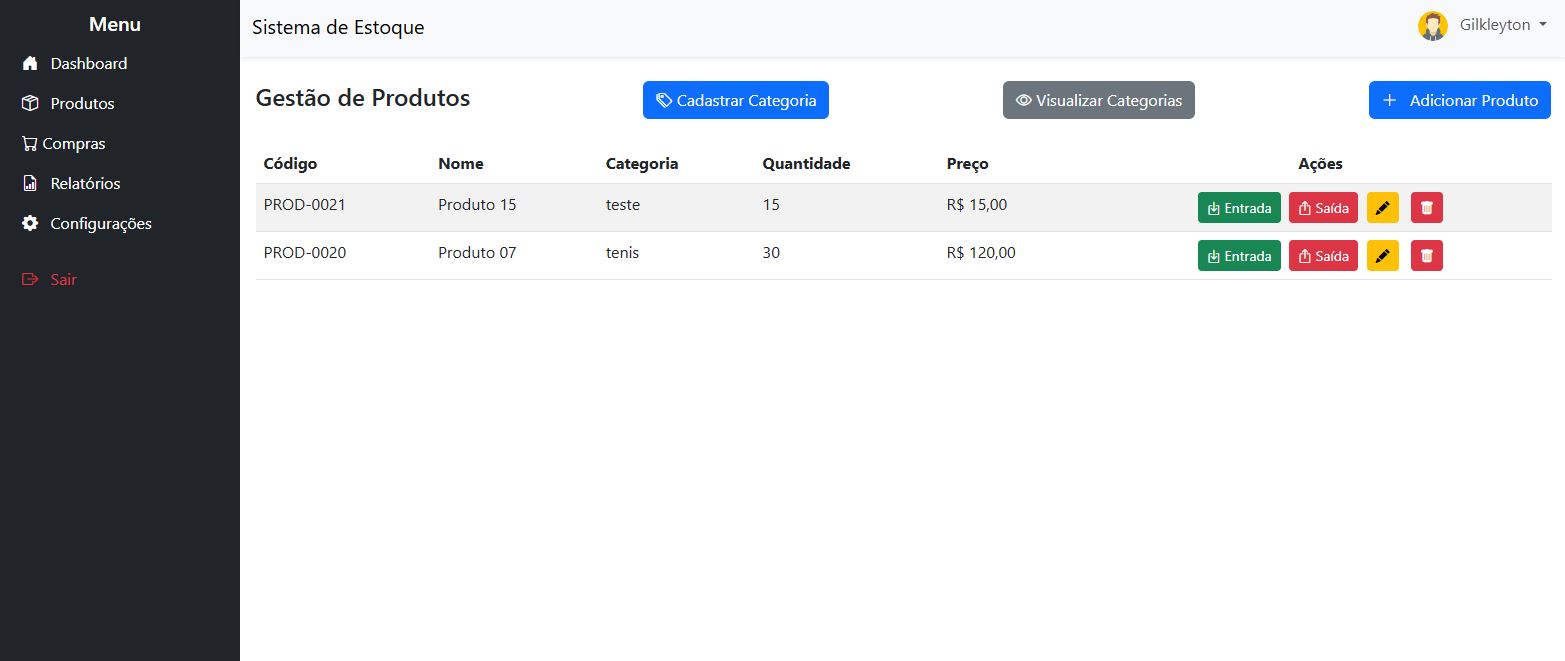 Menu
Dashboard
Produtos
Compras
Relatórios
Configurações
Sair
Sistema de Estoque
Gilkleyton
Gestão de Produtos
Cadastrar Categoria
Visualizar Categorias
Adicionar Produto
Código Nome Categoria Quantidade Preço Ações
PROD-0021 Produto 15 teste 15 R$ 15,00 Entrada Saída
PROD-0020 Produto 07 tenis 30 R$ 120,00 Entrada Saída